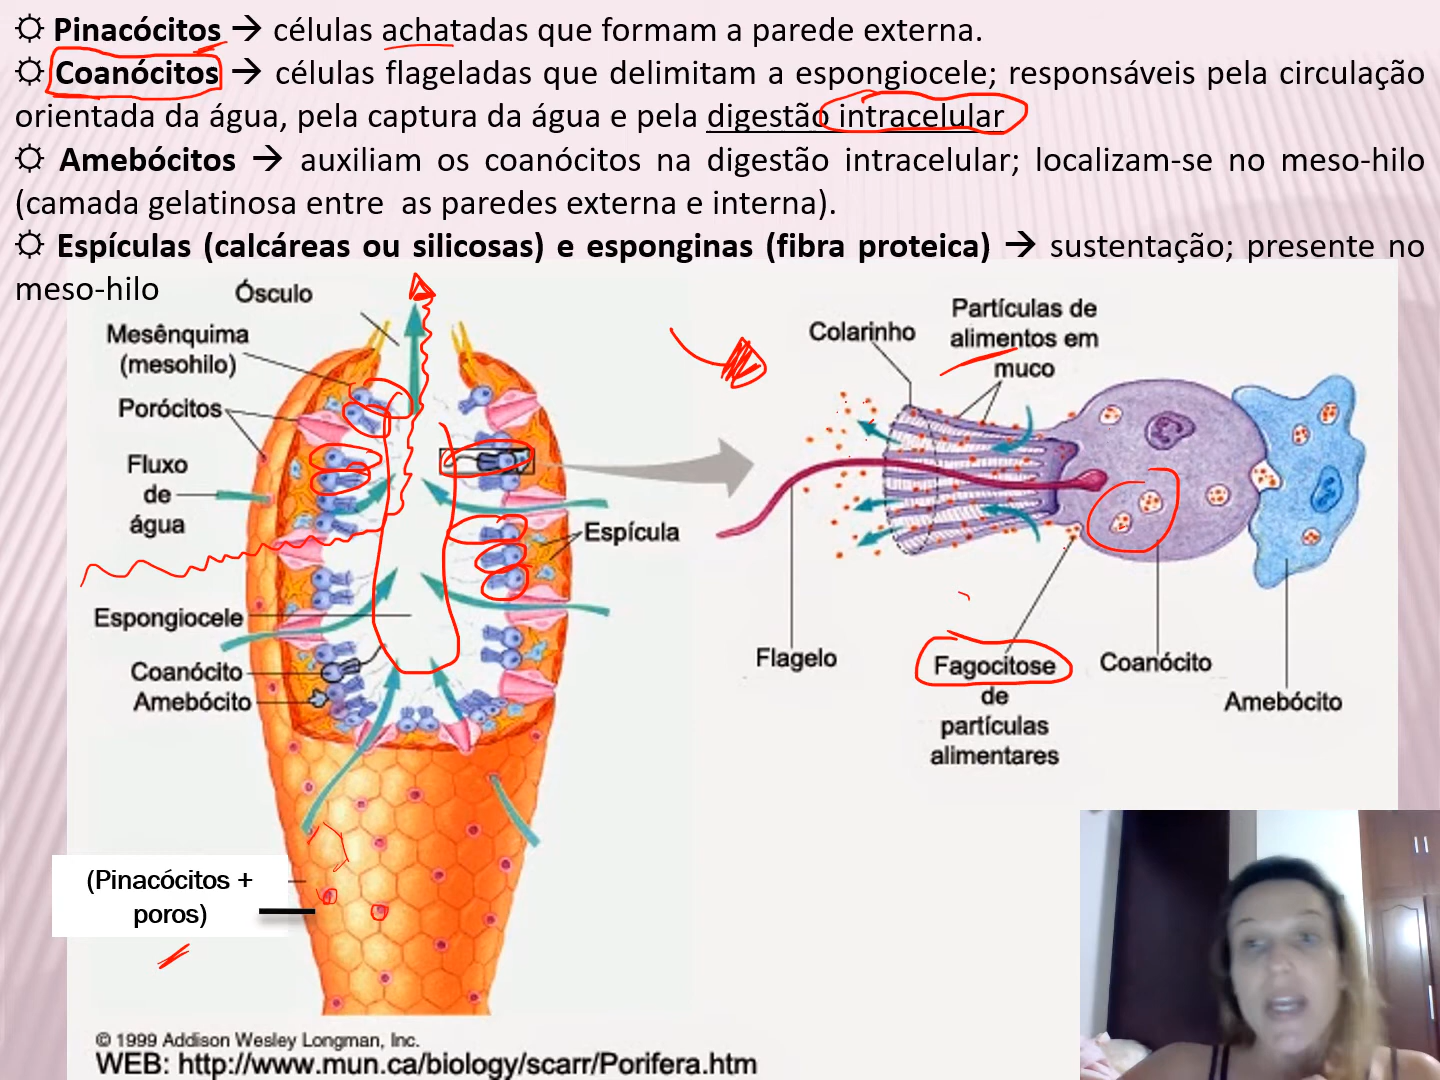 ☼ Pinacócitos → células achatadas que formam a parede externa.
☼ Coanócitos → células flageladas que delimitam a espongiocele; responsáveis pela circulação
orientada da água, pela captura da água e pela digestão intracelular
☼ Amebócitos → auxiliam os coanócitos na digestão intracelular; localizam-se no meso-hilo
(camada gelatinosa entre as paredes externa e interna).
☼ Espículas (calcáreas ou silicosas) e esponginas (fibra proteica) → sustentação; presente no
meso-hilo
Ósculo
Mesênquima
(mesohilo)
Porócitos
Fluxo
de
água
Espícula
Espongiocele
Coanócito
Amebócito
(Pinacócitos +
poros)
Colarinho
Partículas de
alimentos em
muco
Flagelo
Fagocitose
de
partículas
alimentares
Coanócito
Amebócito
© 1999 Addison Wesley Longman, Inc.
WEB: http://www.mun.ca/biology/scarr/Porifera.htm